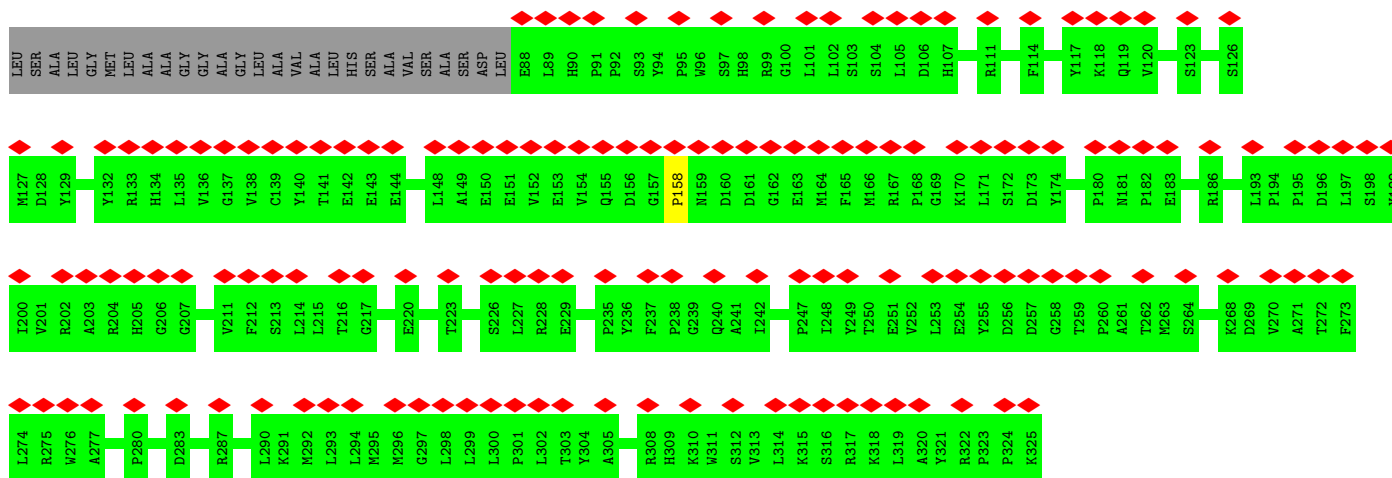 LEU SER ALA LEU GLY MET LEU ALA ALA GLY GLY ALA GLY LEU ALA VAL ALA LEU HIS SER ALA VAL SER ALA SER ASP LEU E88 L89 H90 P91 P92 S93 Y94 P95 W96 S97 H98 R99 G100 L101 L102 S103 S104 L105 D106 H107 R111 F114 Y117 K118 Q119 V120 S123 S126
M127 D128 Y129 Y132 R133 H134 L135 V136 G137 V138 C139 Y140 T141 E142 E143 E144 L148 A149 E150 E151 V152 E153 V154 Q155 D156 G157 P158 N159 D160 D161 G162 E163 M164 F165 M166 R167 P168 G169 K170 L171 S172 D173 Y174 P180 N181 P182 E183 R186 L193 P194 P195 D196 L197 S198 Y199
I200 V201 R202 A203 R204 H205 G206 G207 V211 F212 S213 L214 L215 T216 G217 E220 T223 S226 L227 R228 E229 P235 Y236 F237 P238 G239 Q240 A241 I242 P247 I248 Y249 T250 E251 V252 L253 E254 Y255 D256 D257 G258 T259 P260 A261 T262 M263 S264 K268 D269 V270 A271 T272 F273
L274 R275 W276 A277 P280 D283 R287 L290 K291 M292 L293 L294 M295 M296 G297 L298 L299 L300 P301 L302 T303 Y304 A305 R308 H309 K310 W311 S312 V313 L314 K315 S316 R317 K318 L319 A320 Y321 R322 P323 P324 K325